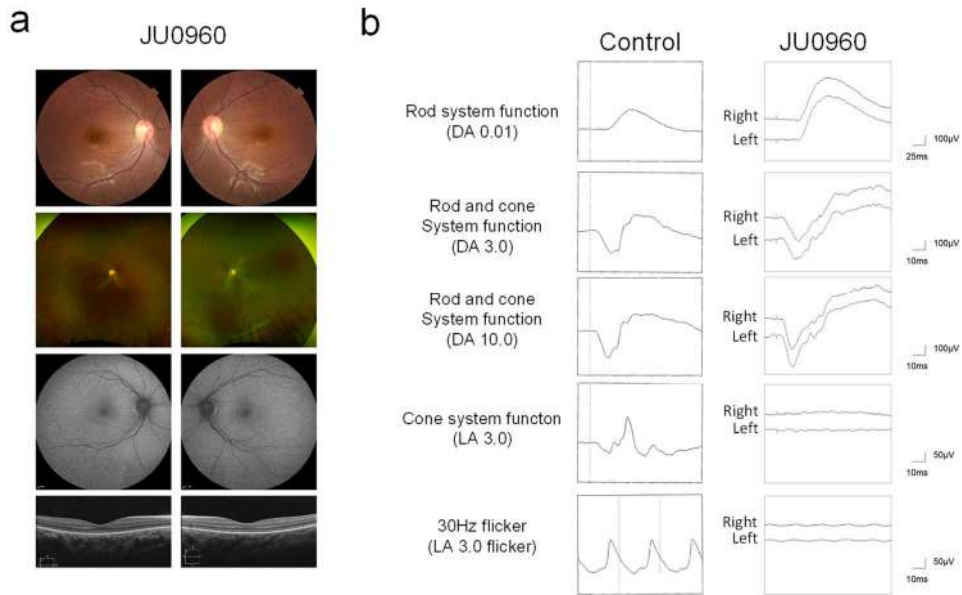 a
JU0960
b
Control
JU0960
Rod system function
(DA 0.01)
Right
Left
100μV
25ms
Rod and cone
System function
(DA 3.0)
Right
Left
100μV
10ms
Rod and cone
System function
(DA 10.0)
Right
Left
100μV
10ms
Cone system functon
(LA 3.0)
Right
Left
50μV
10ms
30Hz flicker
(LA 3.0 flicker)
Right
Left
50μV
10ms